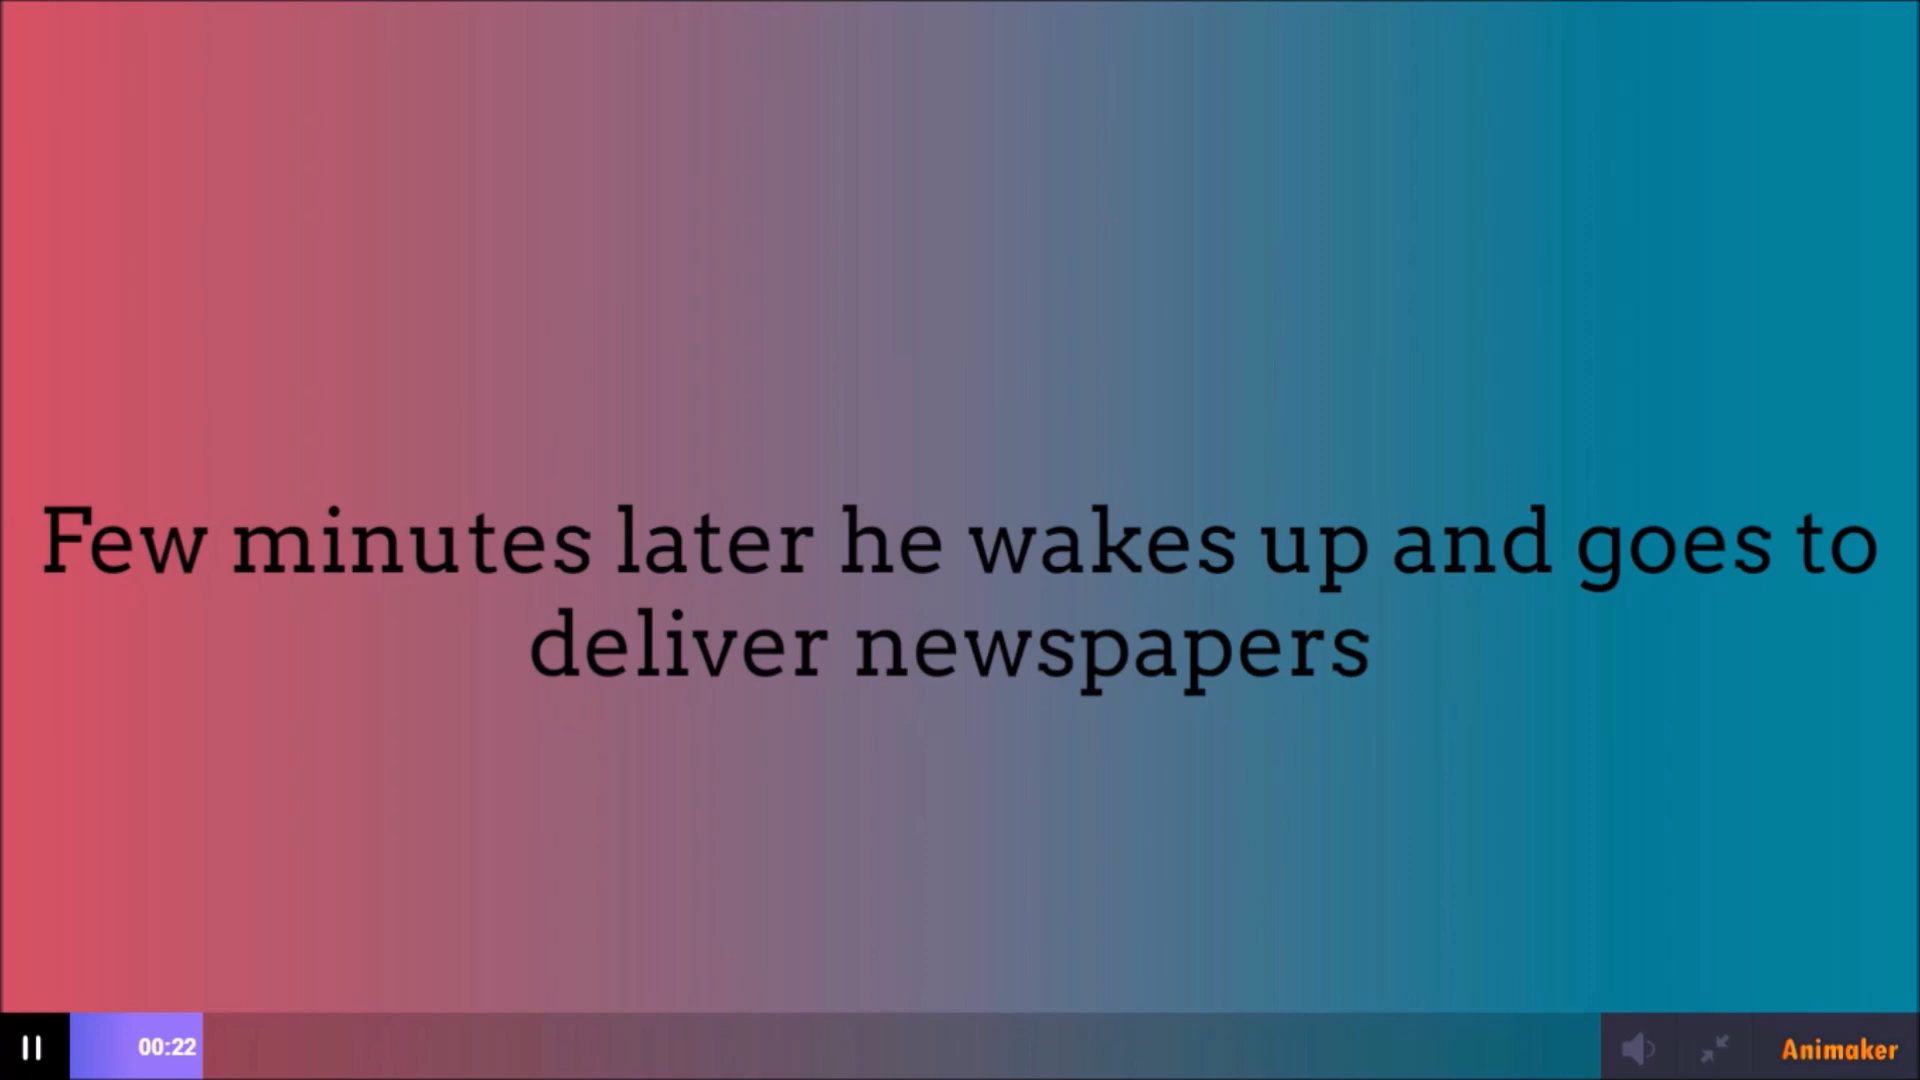 Few minutes later he wakes up and goes to
deliver newspapers
00:22
Animaker